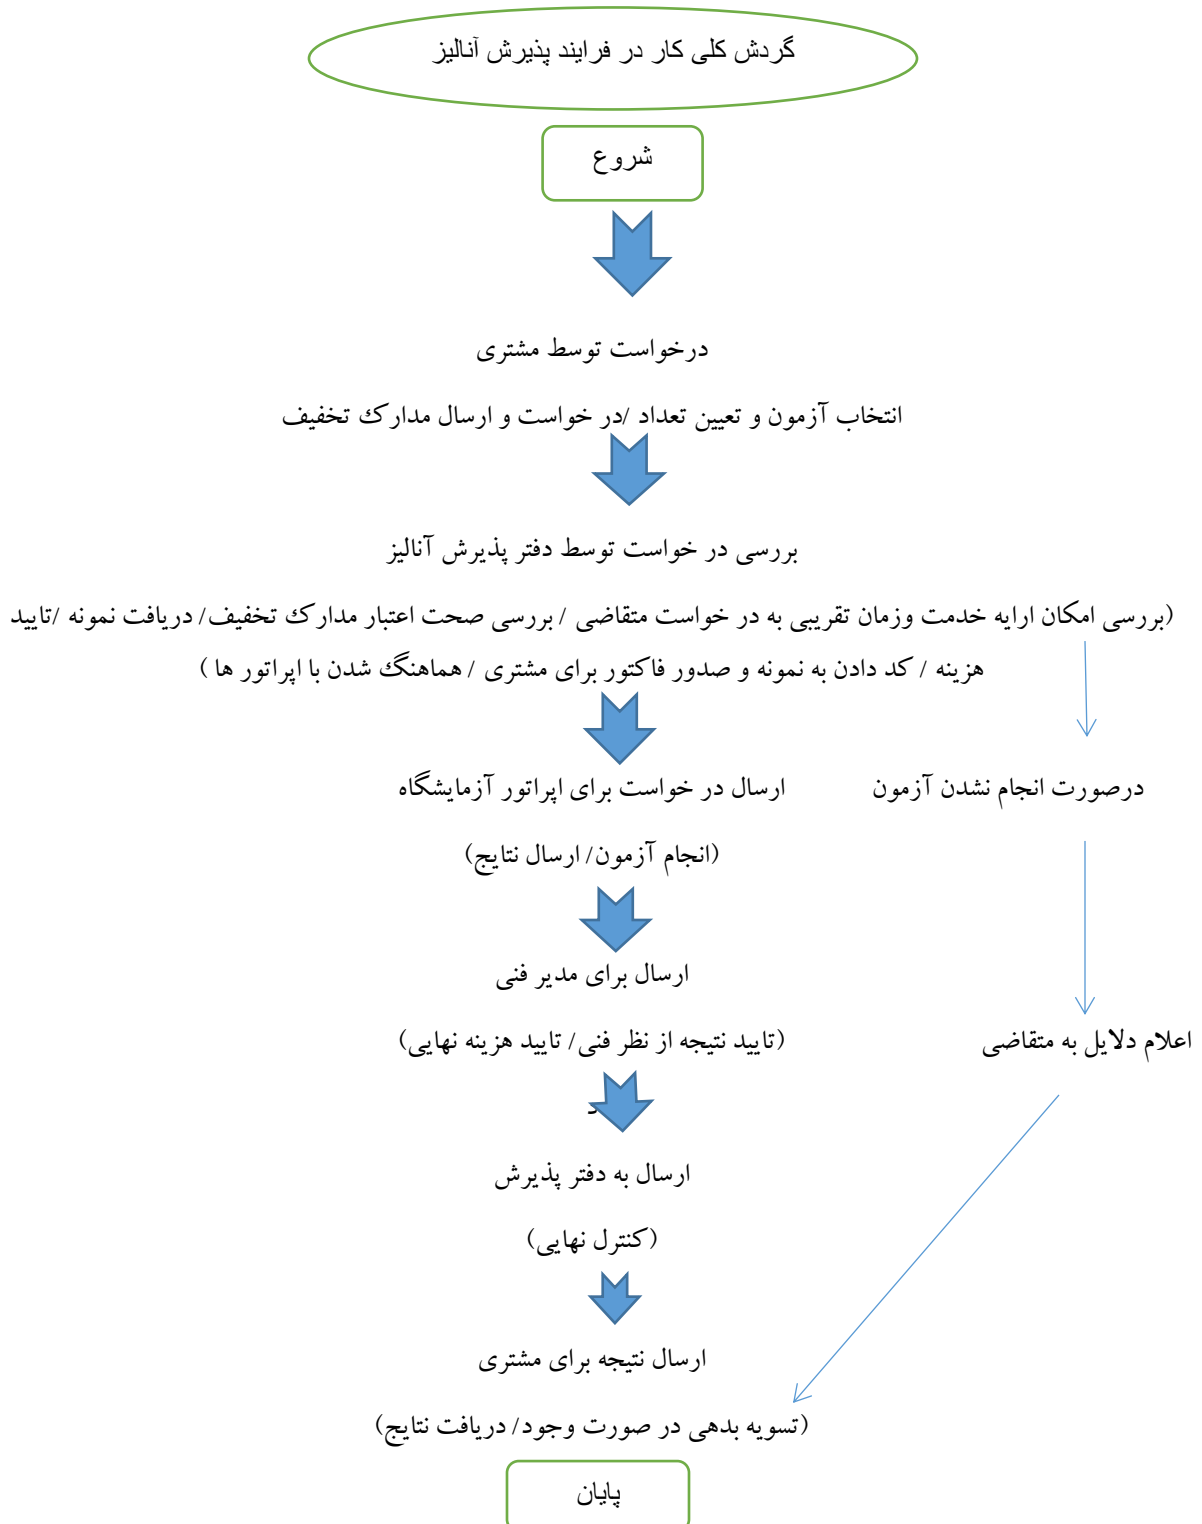 گردش کلی کار در فرایند پذیرش آنالیز
شروع
درخواست توسط مشتری
انتخاب آزمون و تعیین تعداد /در خواست و ارسال مدارک تخفیف
بررسی در خواست توسط دفتر پذیرش آنالیز
(بررسی امکان ارایه خدمت وزمان تقریبی به در خواست متقاضی / بررسی صحت اعتبار مدارک تخفیف/ دریافت نمونه /تایید
هزینه / کد دادن به نمونه و صدور فاکتور برای مشتری / هماهنگ شدن با اپراتور ها )
درصورت انجام نشدن آزمون
ارسال در خواست برای اپراتور آزمایشگاه
(انجام آزمون/ ارسال نتایج)
ارسال برای مدیر فنی
اعلام دلایل به متقاضی
(تایید نتیجه از نظر فنی/ تایید هزینه نهایی)
د
ارسال به دفتر پذیرش
(کنترل نهایی)
ارسال نتیجه برای مشتری
(تسویه بدهی در صورت وجود/ دریافت نتایج)
پایان